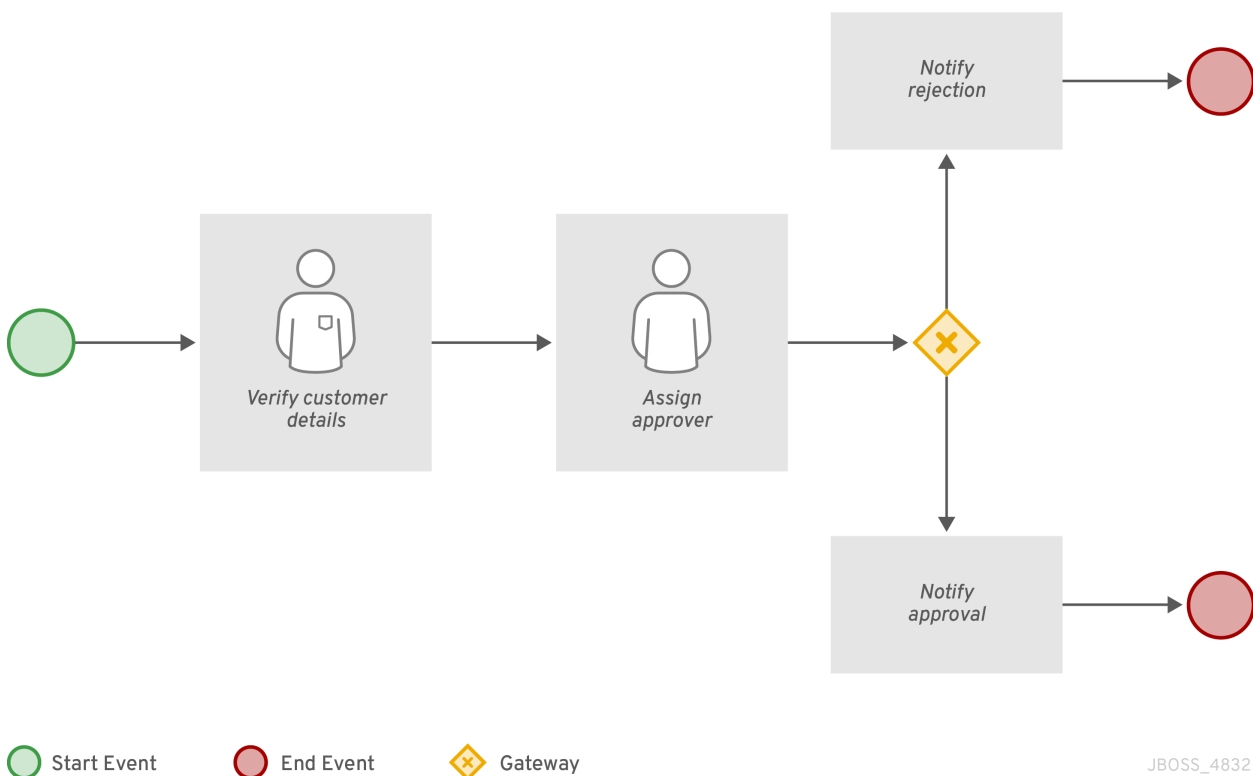 Notify
rejection
Verify customer
details
Assign
approver
Notify
approval
Start Event
End Event
Gateway
JBOSS_4832